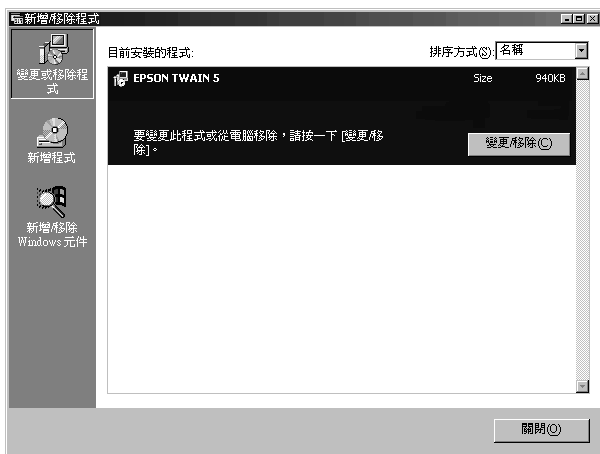 新增/移除程式
變更或移除程
式
新增程式
新增/移除
Windows 元件
目前安裝的程式:
排序方式(S): 名稱
EPSON TWAIN 5 Size 940KB
要變更此程式或從電腦移除，請按一下 [變更/移
除]。
變更/移除(C)
關閉(O)